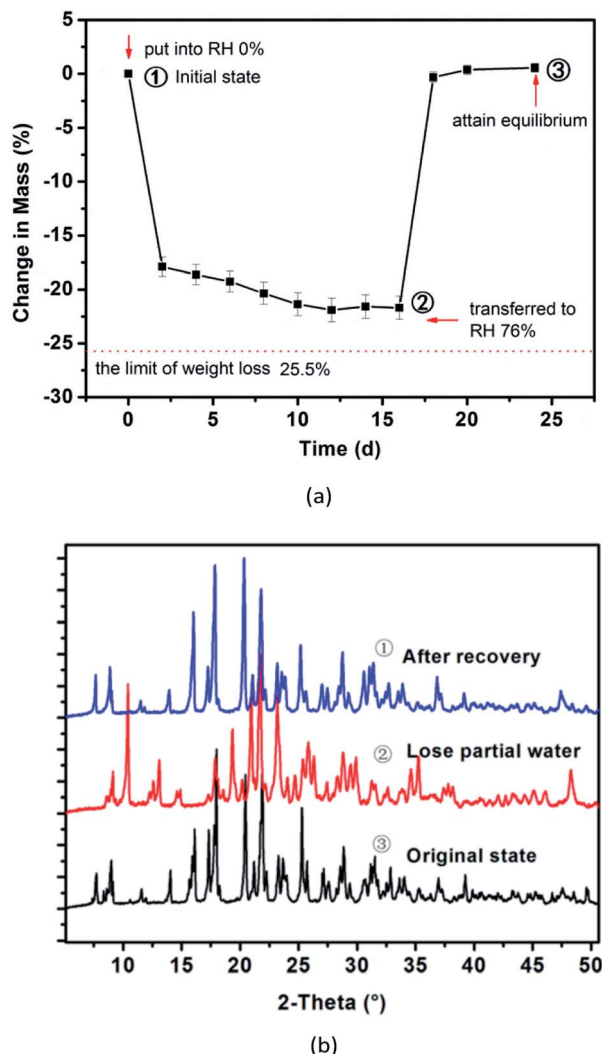 5
put into RH 0%
0
① Initial state
③
-5
attain equilibrium
-10
-15
-20
②
transferred to
RH 76%
-25
the limit of weight loss 25.5%
-30
0 5 10 15 20 25
Change in Mass (%)
Time (d)
(a)
① After recovery
② Lose partial water
③ Original state
10 15 20 25 30 35 40 45 50
2-Theta (°)
(b)